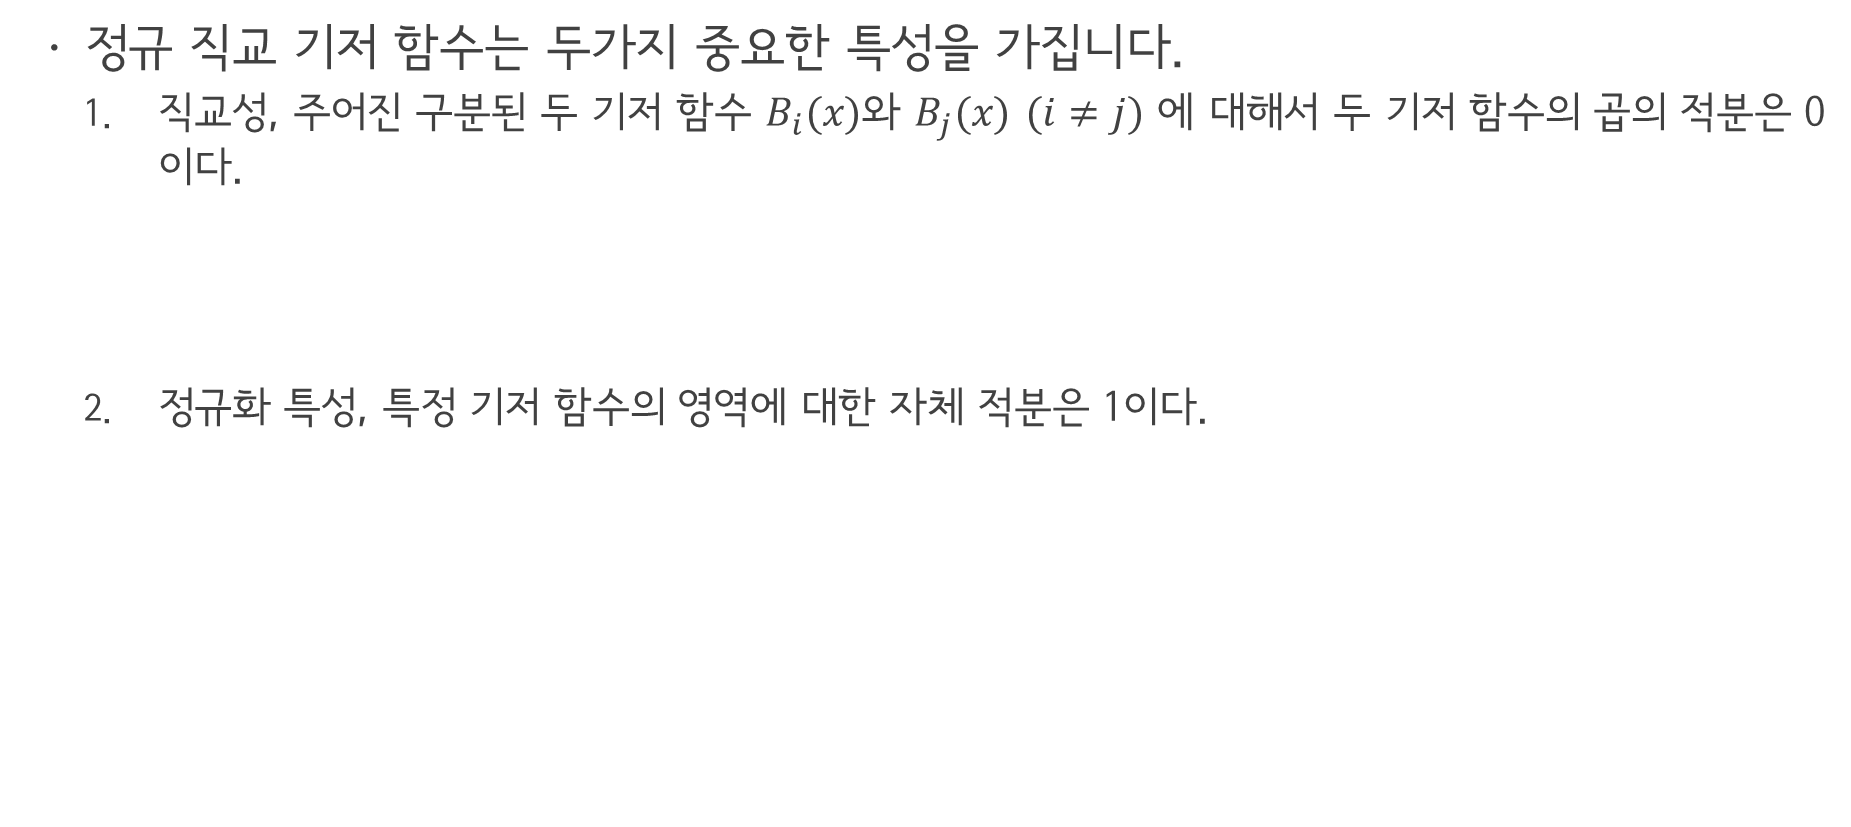 · 정규 직교 기저 함수는 두가지 중요한 특성을 가집니다.
1. 직교성, 주어진 구분된 두 기저 함수 𝐵ᵢ(𝑥)와 𝐵ⱼ(𝑥) (𝑖 ≠ 𝑗) 에 대해서 두 기저 함수의 곱의 적분은 0
이다.
2. 정규화 특성, 특정 기저 함수의 영역에 대한 자체 적분은 1이다.